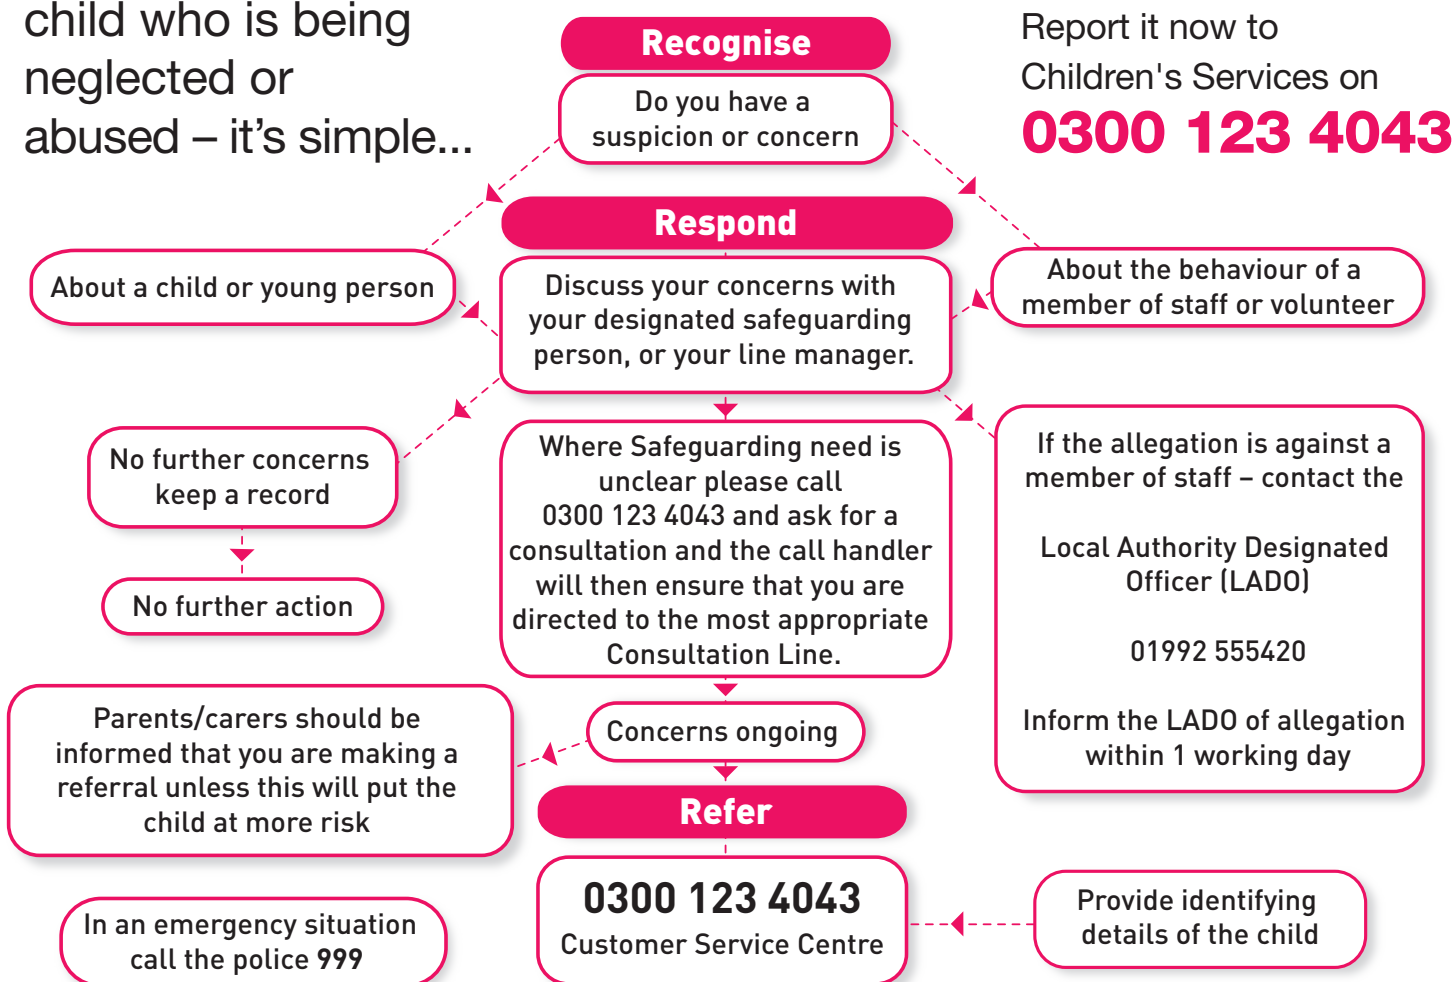 child who is being
neglected or
abused – it’s simple...
Report it now to
Children's Services on
0300 123 4043
Recognise
Do you have a
suspicion or concern
Respond
About a child or young person
Discuss your concerns with
your designated safeguarding
person, or your line manager.
About the behaviour of a
member of staff or volunteer
No further concerns
keep a record
No further action
Where Safeguarding need is
unclear please call
0300 123 4043 and ask for a
consultation and the call handler
will then ensure that you are
directed to the most appropriate
Consultation Line.
If the allegation is against a
member of staff – contact the
Local Authority Designated
Officer (LADO)
01992 555420
Inform the LADO of allegation
within 1 working day
Parents/carers should be
informed that you are making a
referral unless this will put the
child at more risk
Concerns ongoing
Refer
0300 123 4043
Customer Service Centre
Provide identifying
details of the child
In an emergency situation
call the police 999